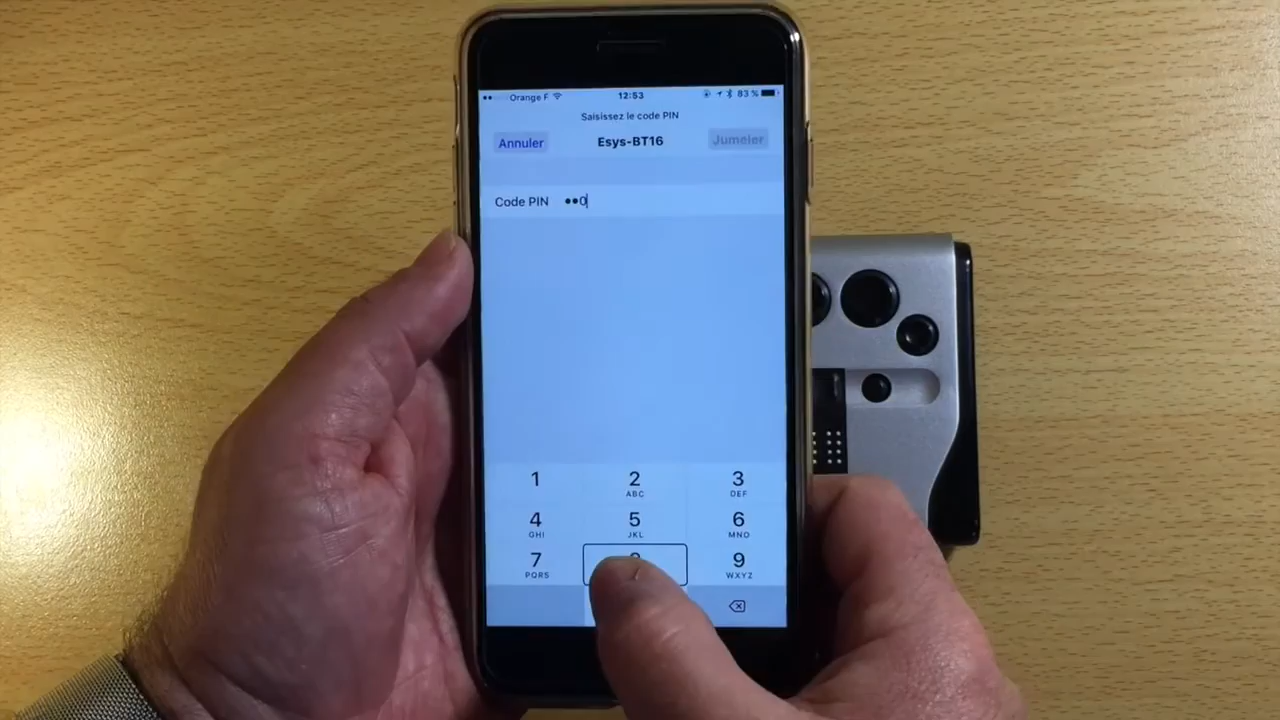 Orange F 12:53 83 %
Saisissez le code PIN
Annuler Esys-BT16 Jumeler
Code PIN ••0
1 2 3
ABC DEF
4 5 6
GHI JKL MNO
7 9
PQRS WXYZ